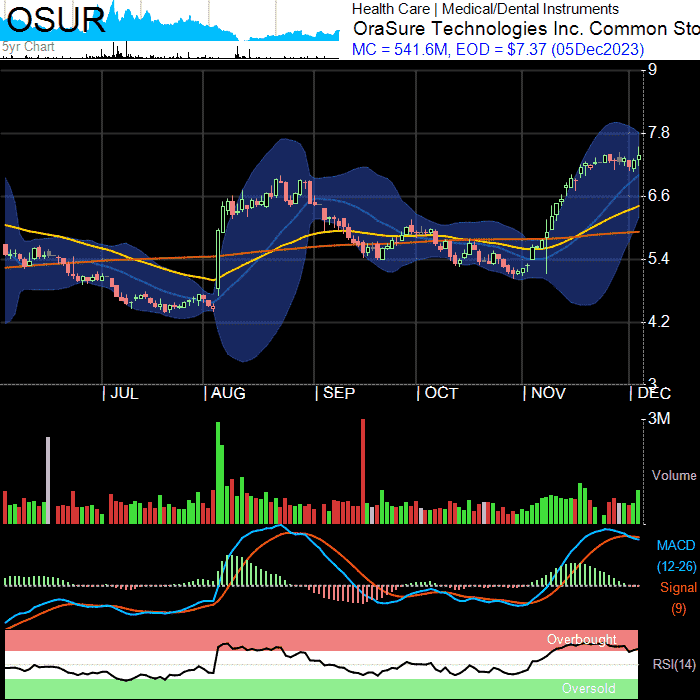 OSUR
5yr Chart
Health Care | Medical/Dental Instruments
OraSure Technologies Inc. Common Sto
MC = 541.6M, EOD = $7.37 (05Dec2023)
9
7.8
6.6
5.4
4.2
3
JUL
AUG
SEP
OCT
NOV
DEC
3M
Volume
MACD
(12-26)
Signal
(9)
Overbought
RSI(14)
Oversold